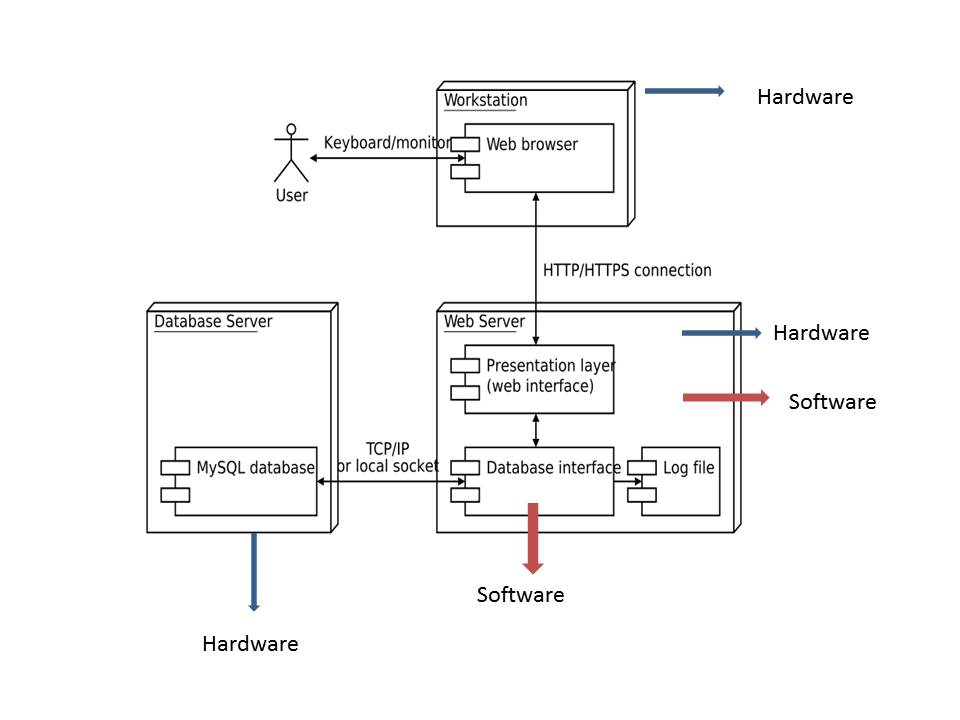 Workstation
Hardware
Keyboard/monitor
Web browser
User
HTTP/HTTPS connection
Database Server
Web Server
Hardware
Presentation layer
(web interface)
Software
TCP/IP
or local socket
MySQL database
Database interface
Log file
Software
Hardware